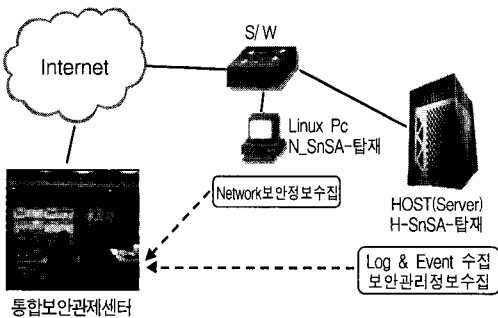 S/W
Internet
Linux Pc
N_SnSA-탑재
Network보안정보수집
HOST(Server)
H-SnSA-탑재
Log & Event 수집
보안관리정보수집
통합보안관제센터